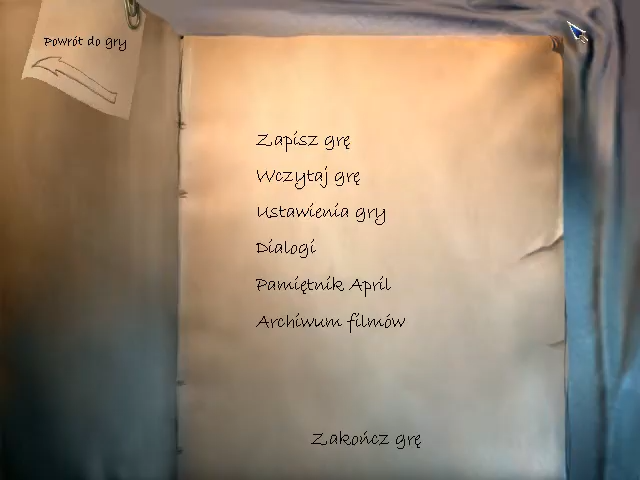 Powrót do gry
Zapisz grę
Wczytaj grę
Ustawienia gry
Dialogi
Pamiętnik April
Archiwum filmów
Zakończ grę